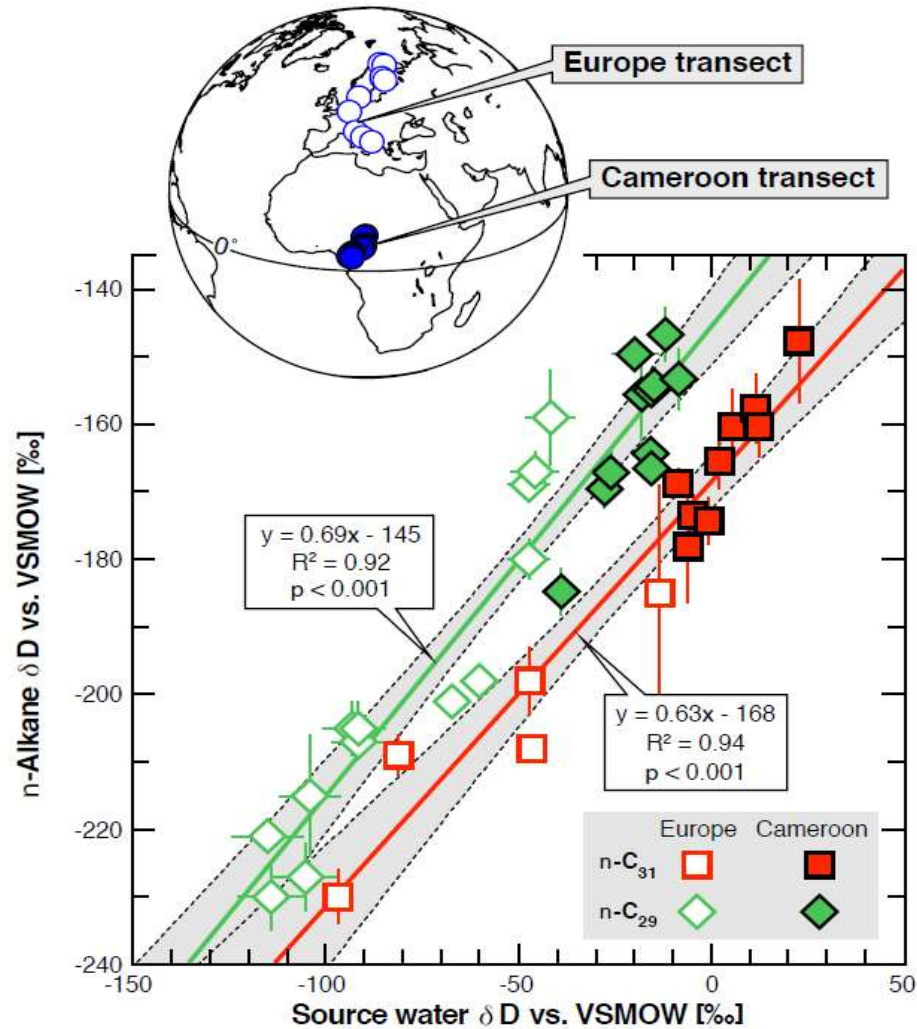 Europe transect
Cameroon transect
0°
-140
-160
-180
-200
-220
-240
n-Alkane δD vs. VSMOW [‰]
y = 0.69x - 145
R² = 0.92
p < 0.001
y = 0.63x - 168
R² = 0.94
p < 0.001
Europe Cameroon
n-C₃₁
n-C₂₉
-150 -100 -50 0 50
Source water δD vs. VSMOW [‰]